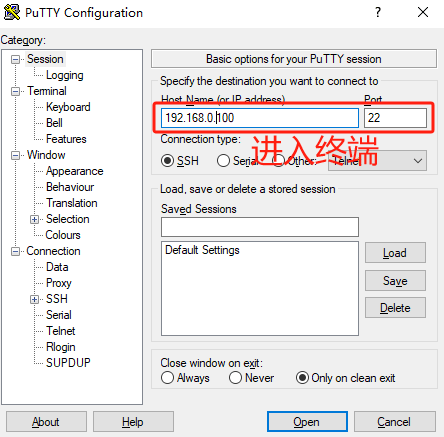 PuTTY Configuration
?
Category:
Session
Logging
Terminal
Keyboard
Bell
Features
Window
Appearance
Behaviour
Translation
Selection
Colours
Connection
Data
Proxy
SSH
Serial
Telnet
Rlogin
SUPDUP
Basic options for your PuTTY session
Specify the destination you want to connect to
Host Name (or IP address) Port
192.168.0.100 22
进入终端
Connection type:
SSH Serial Other: Telnet
Load, save or delete a stored session
Saved Sessions
Default Settings
Load
Save
Delete
Close window on exit:
Always Never Only on clean exit
About Help Open Cancel